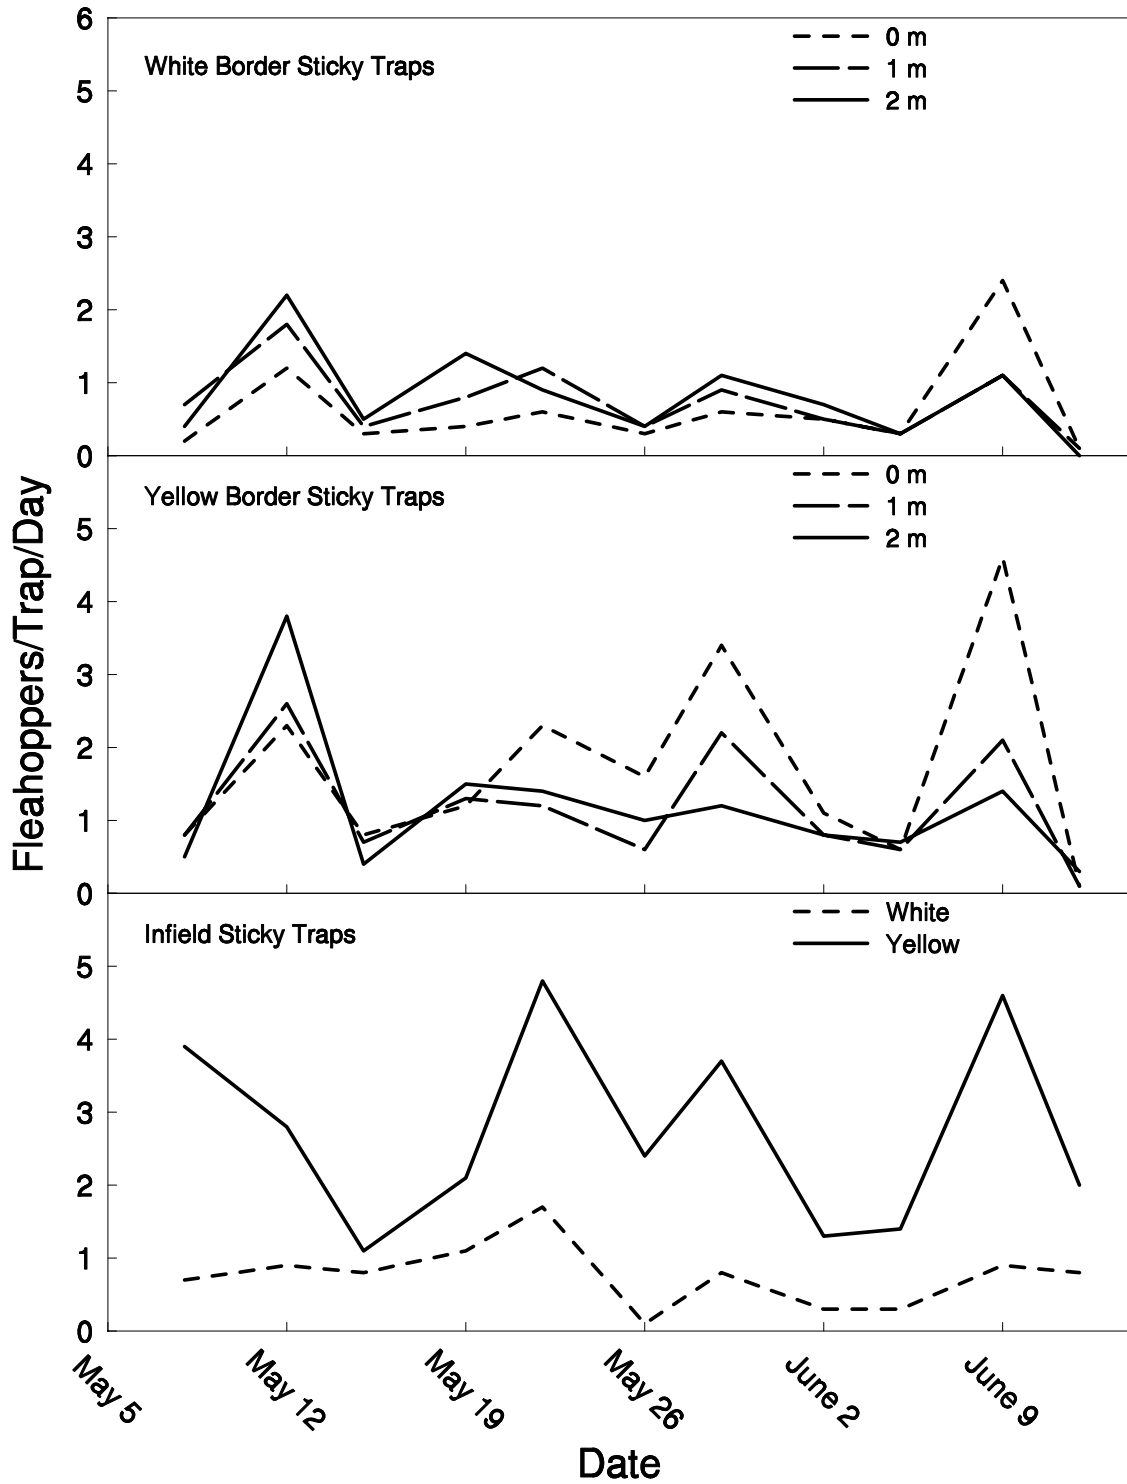 6
White Border Sticky Traps
0 m
1 m
2 m
5
4
3
2
1
0
Yellow Border Sticky Traps
0 m
1 m
2 m
5
4
3
2
1
0
Infield Sticky Traps
White
Yellow
5
4
3
2
1
0
Fleahoppers/Trap/Day
May 5
May 12
May 19
May 26
June 2
June 9
Date